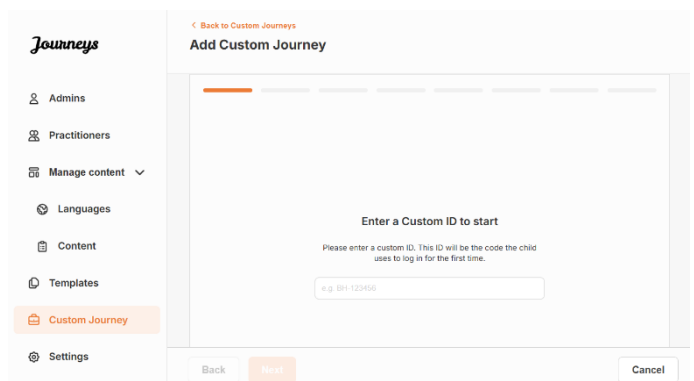 Journeys
Admins
Practitioners
Manage content
Languages
Content
Templates
Custom Journey
Settings
< Back to Custom Journeys
Add Custom Journey
Enter a Custom ID to start
Please enter a custom ID. This ID will be the code the child
uses to log in for the first time.
e.g. BH-123456
Back
Next
Cancel